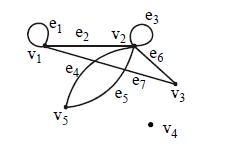 e₁
e₃
e₂
v₂
v₁
e₆
e₄
e₇
e₅
v₃
v₅
v₄